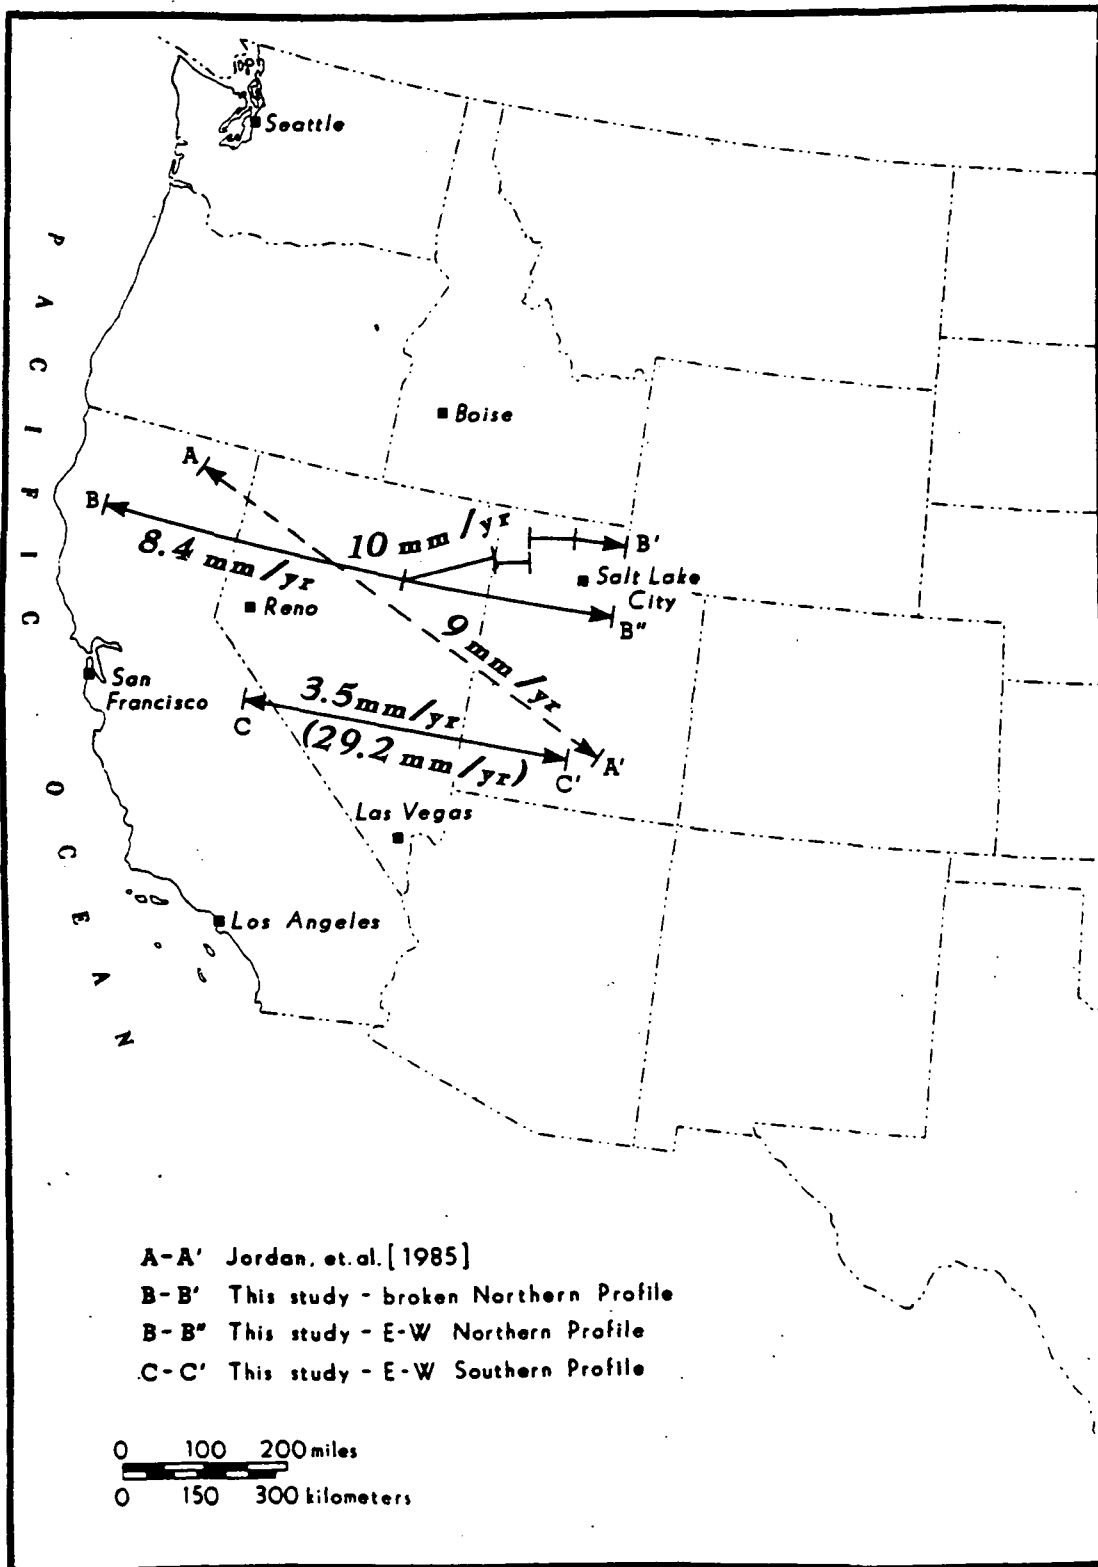 Seattle
Boise
A
B
10 mm/yr
8.4 mm/yr
B'
Salt Lake
City
B"
Reno
9 mm/yr
San
Francisco
3.5 mm/yr
(29.2 mm/yr)
C
C'
A'
Las Vegas
Los Angeles
PACIFIC OCEAN
A-A' Jordan, et.al. [1985]
B-B' This study - broken Northern Profile
B-B" This study - E-W Northern Profile
C-C' This study - E-W Southern Profile
0 100 200 miles
0 150 300 kilometers